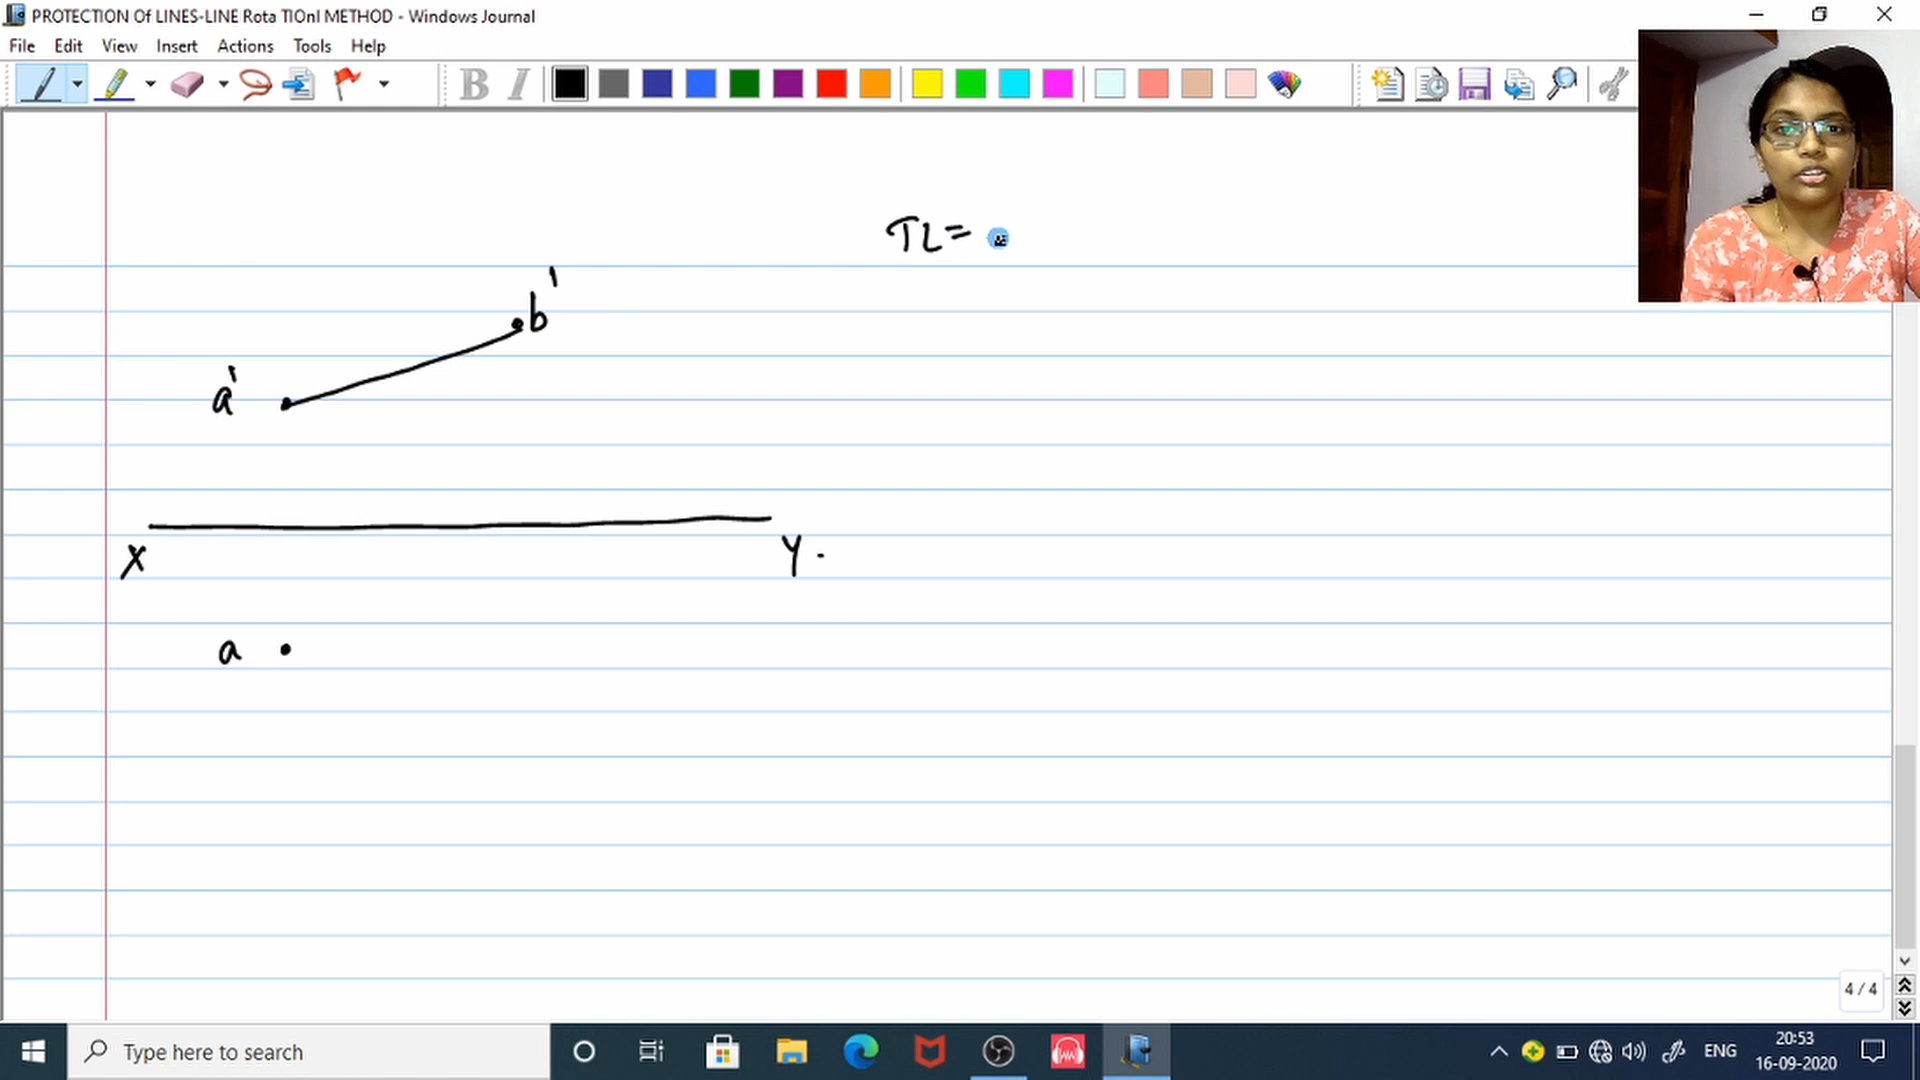 PROTECTION Of LINES-LINE Rota TIOnI METHOD - Windows Journal
File Edit View Insert Actions Tools Help
B I
TL=
b'
a'
X Y .
a
4 / 4
Type here to search
ENG
20:53
16-09-2020